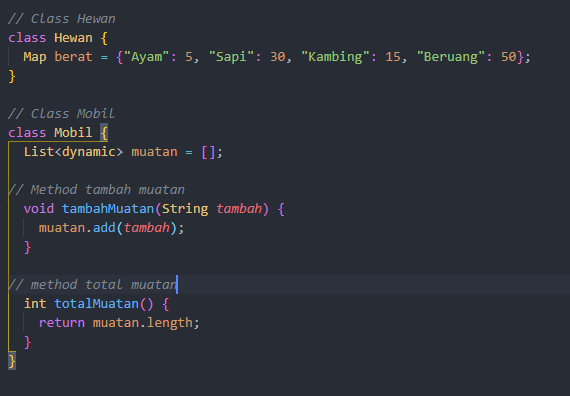 // Class Hewan
class Hewan {
  Map berat = {"Ayam": 5, "Sapi": 30, "Kambing": 15, "Beruang": 50};
}

// Class Mobil
class Mobil {
  List<dynamic> muatan = [];

// Method tambah muatan
  void tambahMuatan(String tambah) {
    muatan.add(tambah);
  }

// method total muatan
  int totalMuatan() {
    return muatan.length;
  }
}